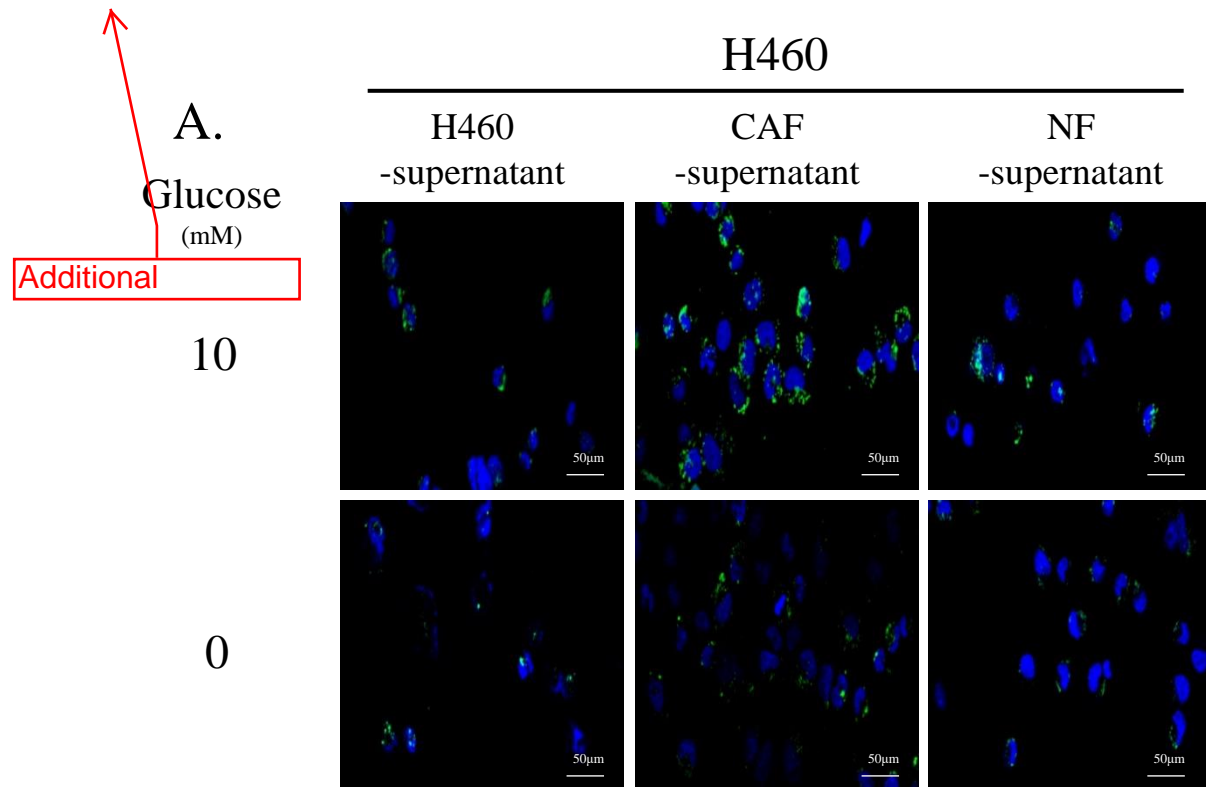 H460
A.
H460
-supernatant
CAF
-supernatant
NF
-supernatant
Glucose
(mM)
Additional
10
50μm
50μm
50μm
0
50μm
50μm
50μm